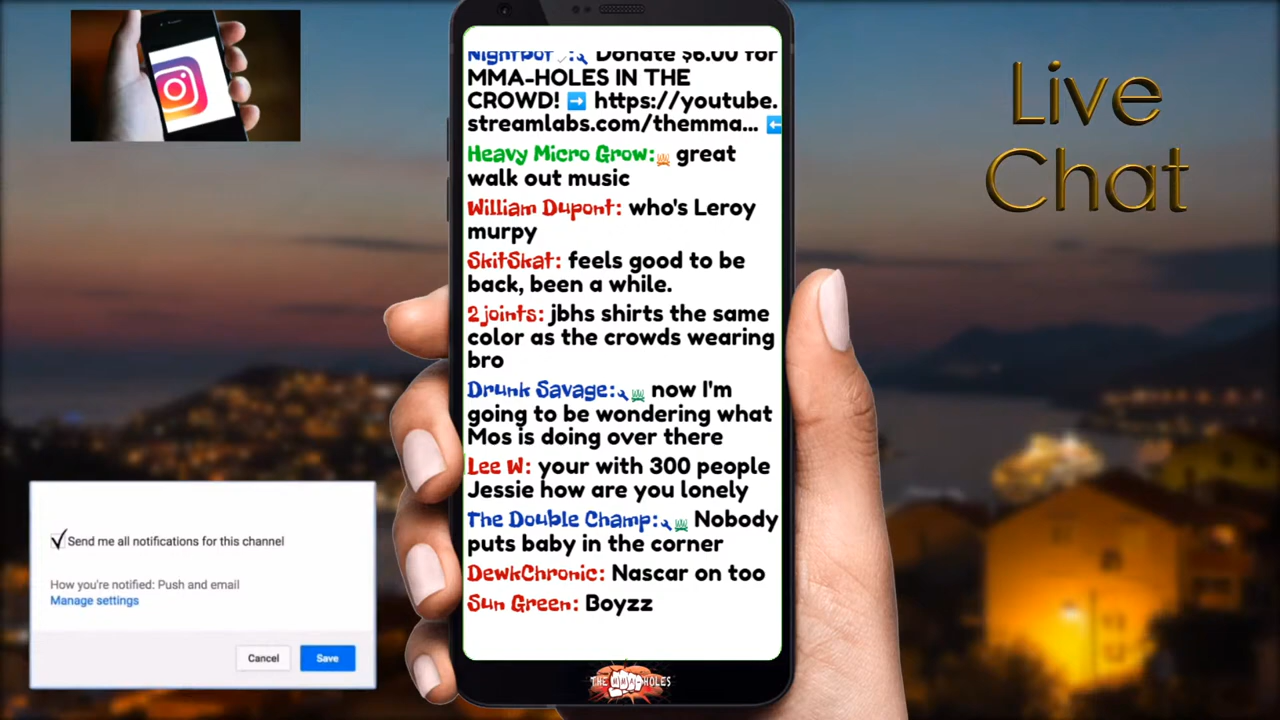 Nightbot: Donate $6.00 for
MMA-HOLES IN THE
CROWD! ➡️ https://youtube.
streamlabs.com/themma... ⬅
Heavy Micro Grow: great
walk out music
William Dupont: who's Leroy
murpy
SkitSkat: feels good to be
back, been a while.
2joints: jbhs shirts the same
color as the crowds wearing
bro
Drunk Savage: now I'm
going to be wondering what
Mos is doing over there
Lee W: your with 300 people
Jessie how are you lonely
The Double Champ: Nobody
puts baby in the corner
DewkChronic: Nascar on too
Sun Green: Boyzz
THE MMA-HOLES
Live
Chat
Send me all notifications for this channel
How you're notified: Push and email
Manage settings
Cancel
Save